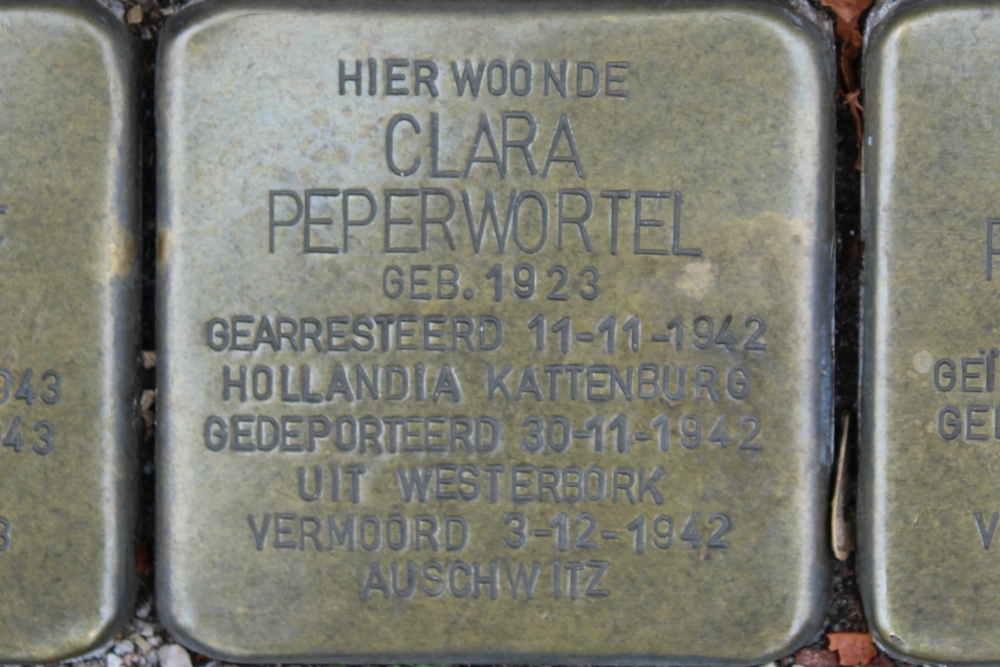 HIER WOONDE
CLARA
PEPERWORTEL
GEB. 1923
GEARRESTEERD 11-11-1942
HOLLANDIA KATTENBURG
GEDEPORTEERD 30-11-1942
UIT WESTERBORK
VERMOORD 3-12-1942
AUSCHWITZ